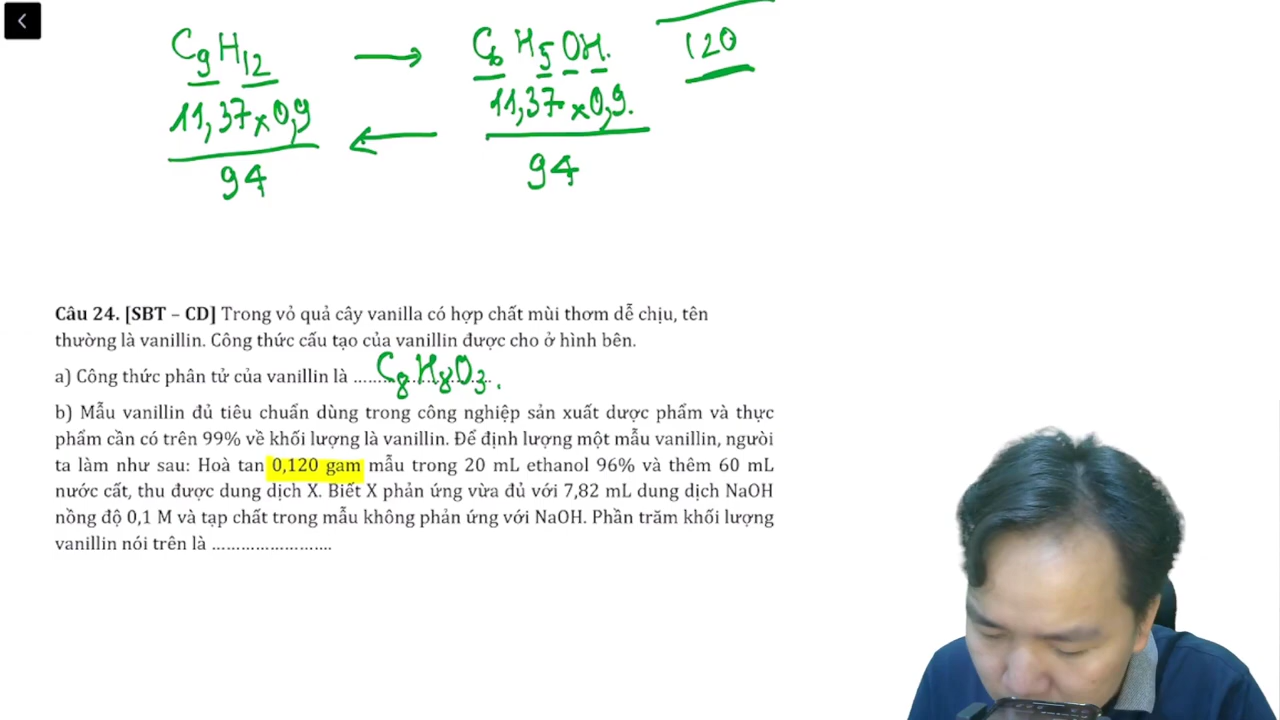 C9H12 → C6H5OH. 120
11,37x0,9 ← 11,37x0,9.
94 94
Câu 24. [SBT – CD] Trong vỏ quả cây vanilla có hợp chất mùi thơm dễ chịu, tên
thường là vanillin. Công thức cấu tạo của vanillin được cho ở hình bên.
a) Công thức phân tử của vanillin là ........C8H8O3.
b) Mẫu vanillin đủ tiêu chuẩn dùng trong công nghiệp sản xuất dược phẩm và thực
phẩm cần có trên 99% về khối lượng là vanillin. Để định lượng một mẫu vanillin, người
ta làm như sau: Hoà tan 0,120 gam mẫu trong 20 mL ethanol 96% và thêm 60 mL
nước cất, thu được dung dịch X. Biết X phản ứng vừa đủ với 7,82 mL dung dịch NaOH
nồng độ 0,1 M và tạp chất trong mẫu không phản ứng với NaOH. Phần trăm khối lượng
vanillin nói trên là ........................